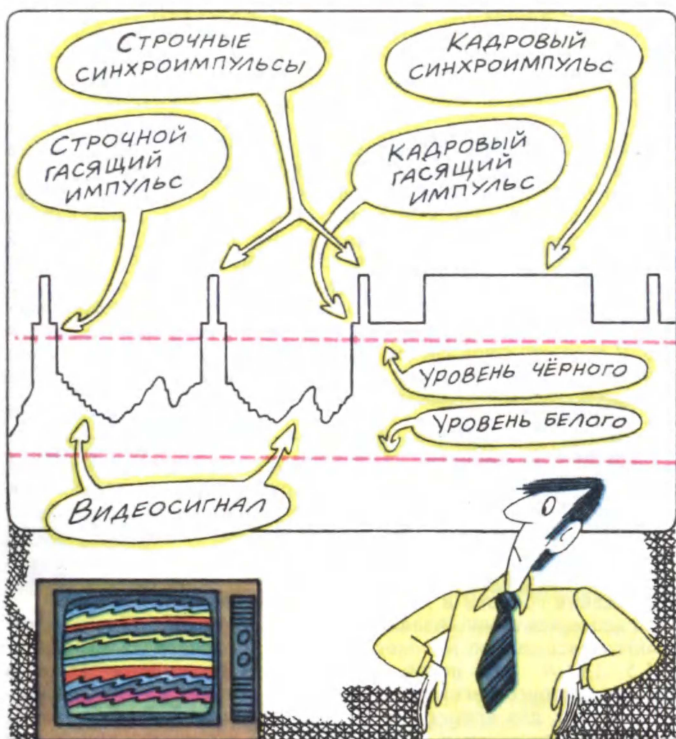 СТРОЧНЫЕ
СИНХРОИМПУЛЬСЫ
КАДРОВЫЙ
СИНХРОИМПУЛЬС
СТРОЧНОЙ
ГАСЯЩИЙ
ИМПУЛЬС
КАДРОВЫЙ
ГАСЯЩИЙ
ИМПУЛЬС
УРОВЕНЬ ЧЁРНОГО
УРОВЕНЬ БЕЛОГО
ВИДЕОСИГНАЛ